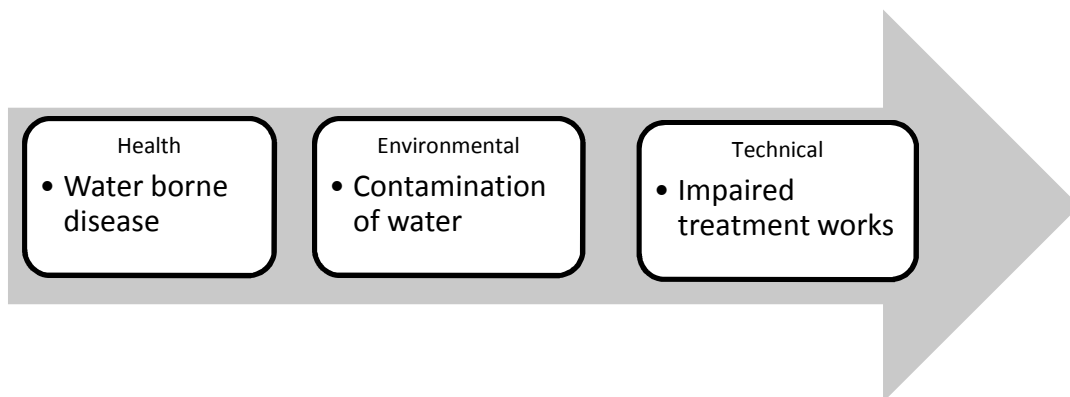 Health
• Water borne
disease
Environmental
• Contamination
of water
Technical
• Impaired
treatment works